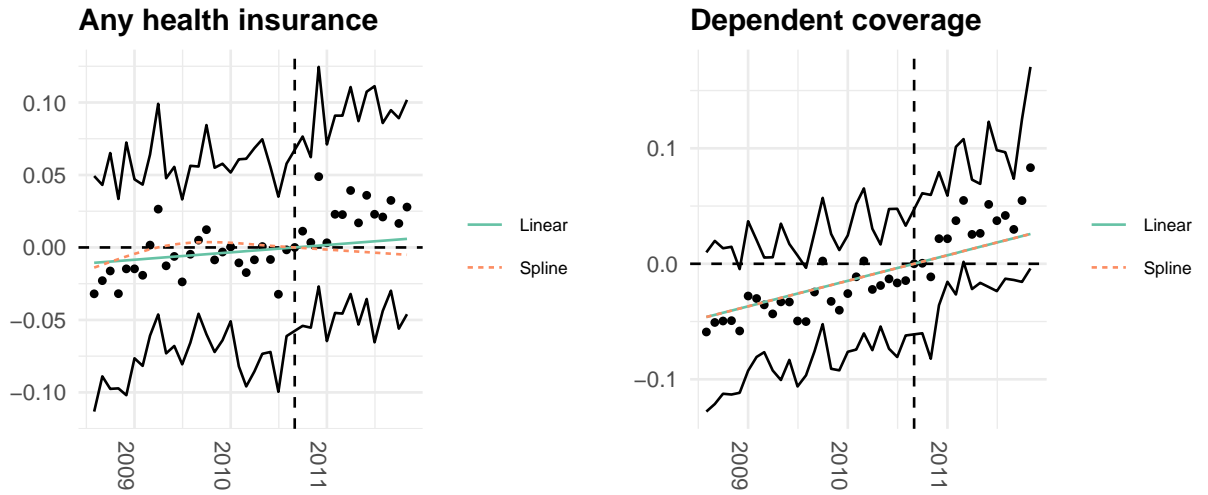 Any health insurance
0.10
0.05
0.00
−0.05
−0.10
2009
2010
2011
Linear
Spline
Dependent coverage
0.1
0.0
−0.1
2009
2010
2011
Linear
Spline